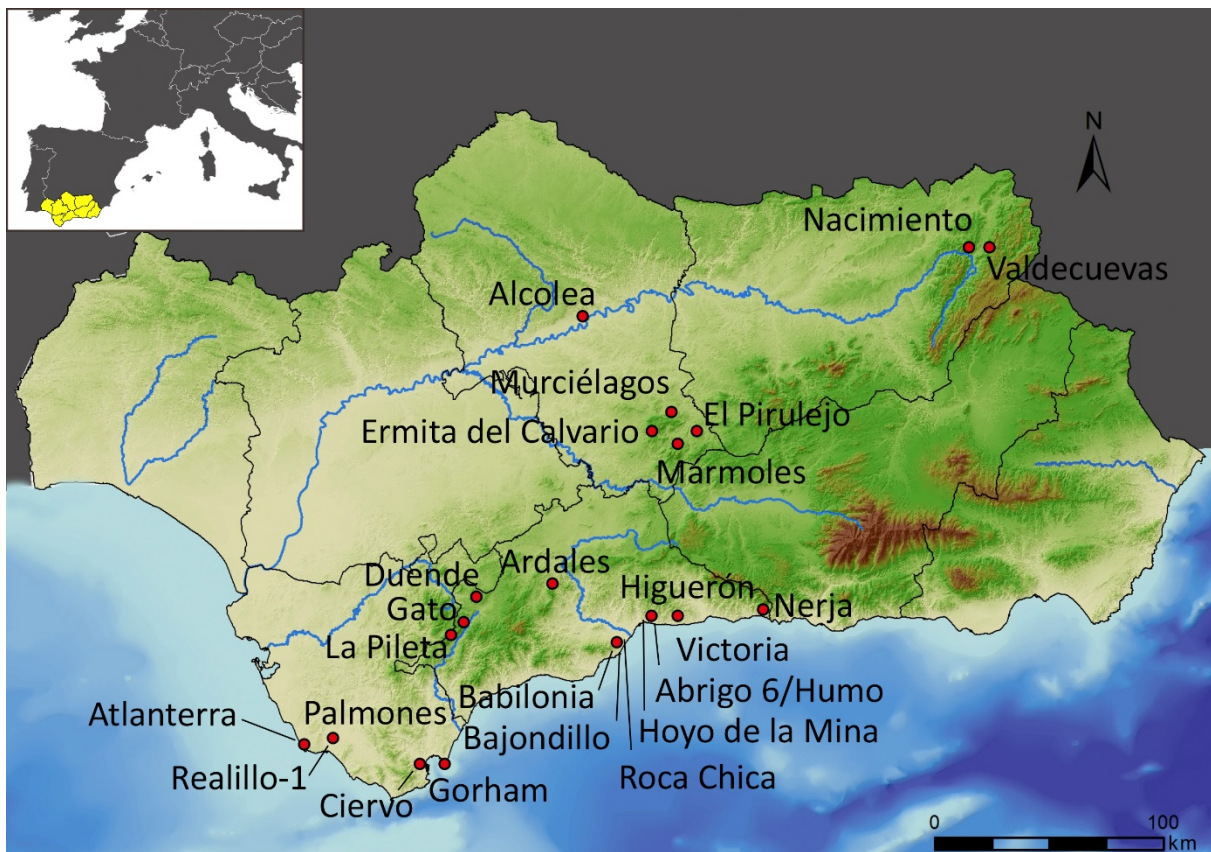 N
Nacimiento
Valdecuevas
Alcolea
Murciélagos
El Pirulejo
Ermita del Calvario
Mármoles
Ardales
Duende
Higuerón
Gato
Nerja
La Pileta
Victoria
Babilonia
Abrigo 6/Humo
Palmones
Atlanterra
Bajondillo
Hoyo de la Mina
Realillo-1
Gorham
Roca Chica
Ciervo
0
100
km